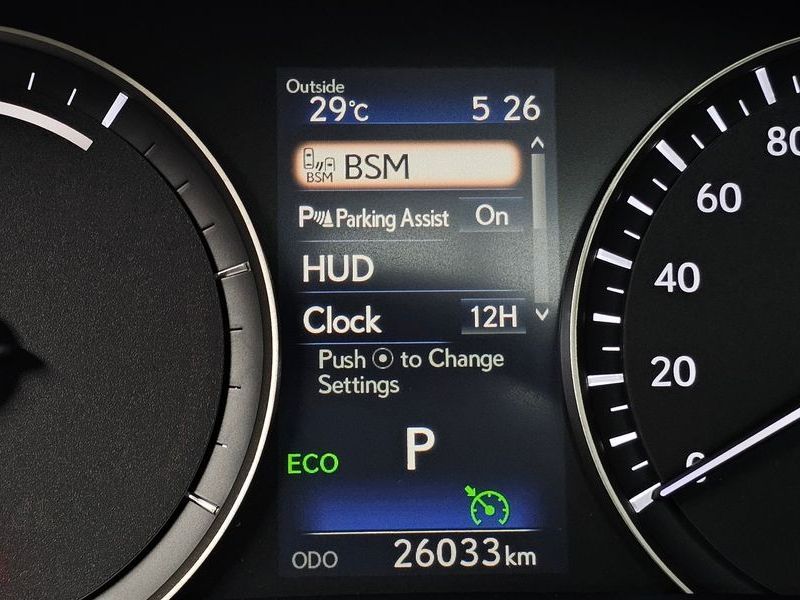 Outside
29°C 5 26
BSM BSM
P Parking Assist On
HUD
Clock 12H
Push to Change
Settings
P
ECO
ODO 26033km
80
60
40
20
0